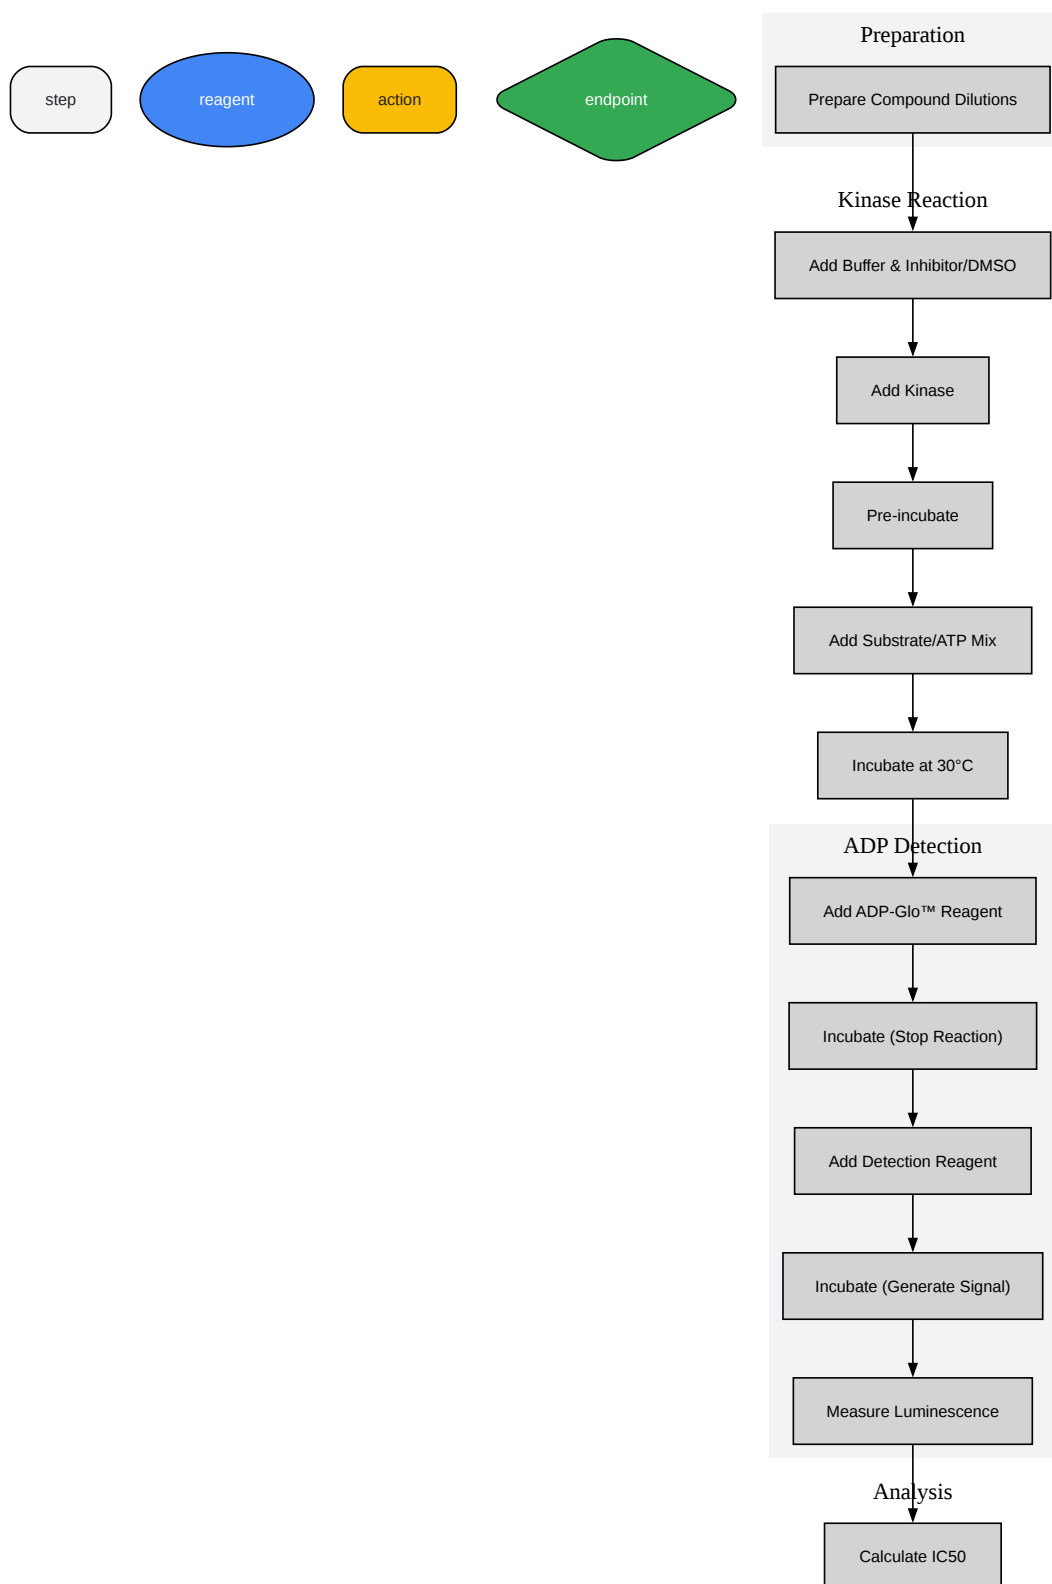 Preparation
step
reagent
action
endpoint
Prepare Compound Dilutions
Kinase Reaction
Add Buffer & Inhibitor/DMSO
Add Kinase
Pre-incubate
Add Substrate/ATP Mix
Incubate at 30°C
ADP Detection
Add ADP-Glo™ Reagent
Incubate (Stop Reaction)
Add Detection Reagent
Incubate (Generate Signal)
Measure Luminescence
Analysis
Calculate IC50